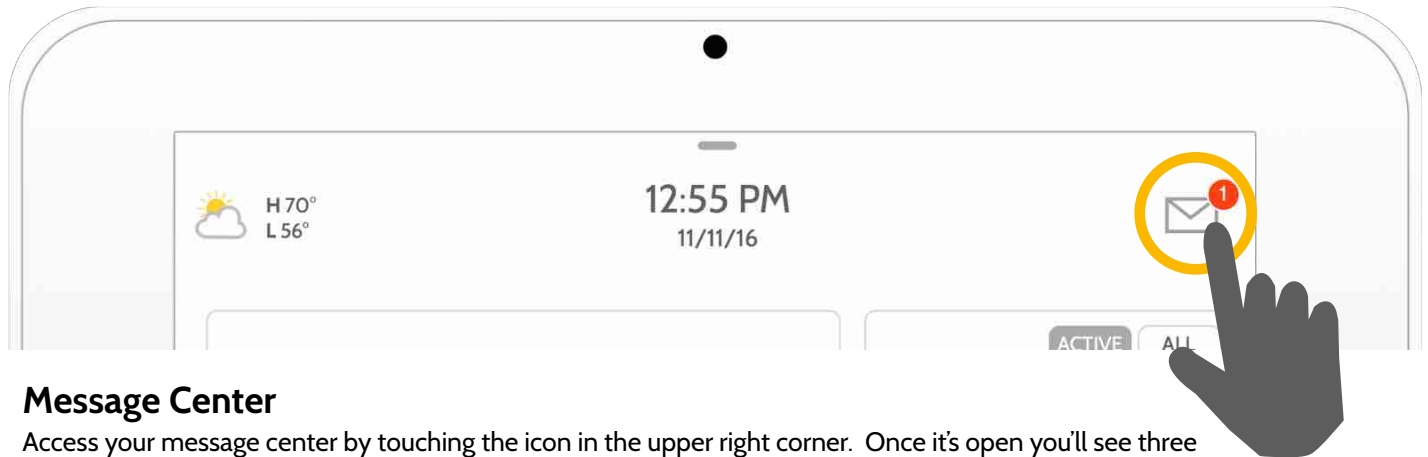 H 70°
L 56°
12:55 PM
11/11/16
1
ACTIVE
ALL
Message Center
Access your message center by touching the icon in the upper right corner. Once it's open you'll see three